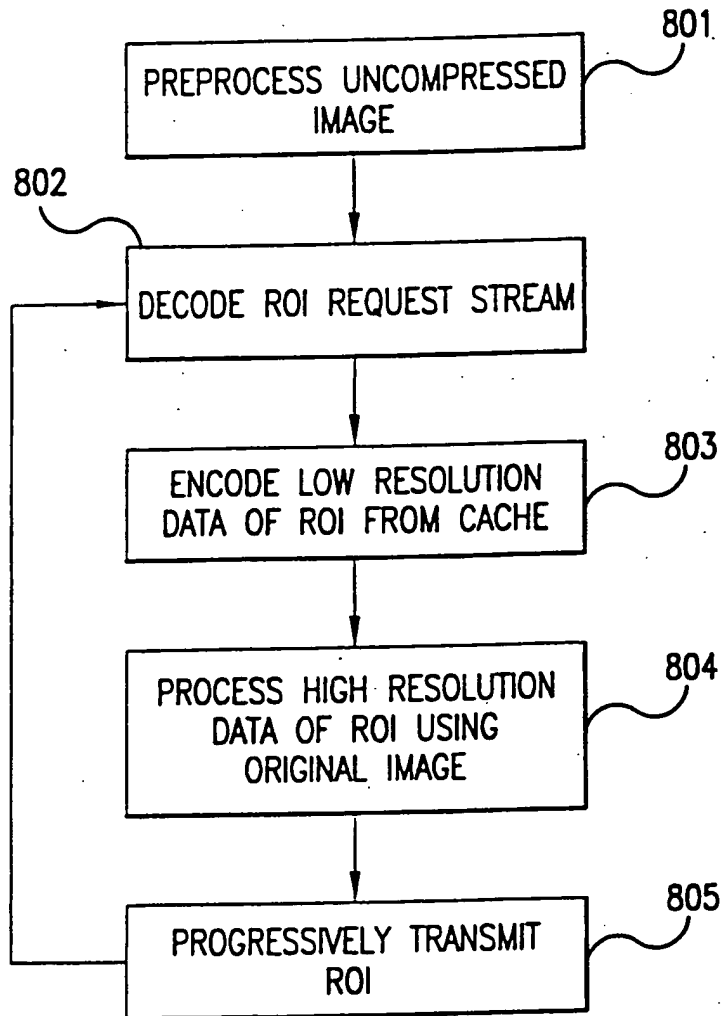 801
PREPROCESS UNCOMPRESSED
IMAGE
802
DECODE ROI REQUEST STREAM
803
ENCODE LOW RESOLUTION
DATA OF ROI FROM CACHE
804
PROCESS HIGH RESOLUTION
DATA OF ROI USING
ORIGINAL IMAGE
805
PROGRESSIVELY TRANSMIT
ROI